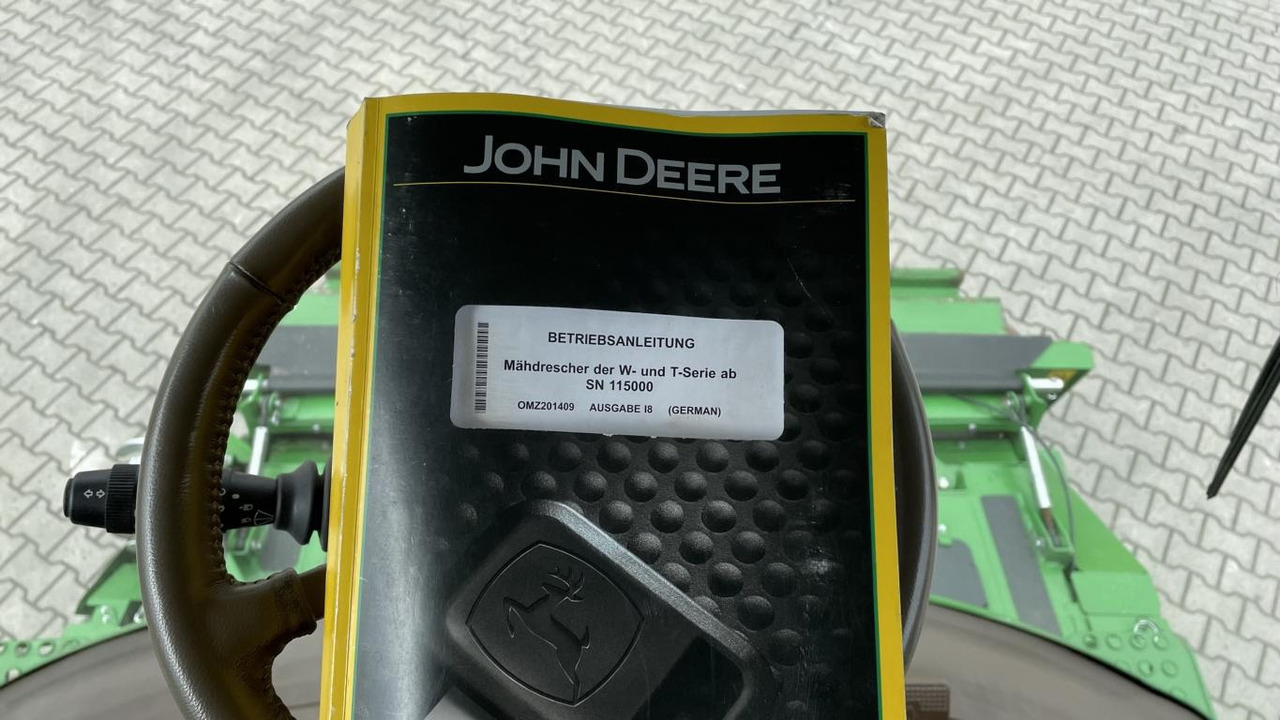 JOHN DEERE
BETRIEBSANLEITUNG
Mähdrescher der W- und T-Serie ab
SN 115000
OMZ201409 AUSGABE I8 (GERMAN)